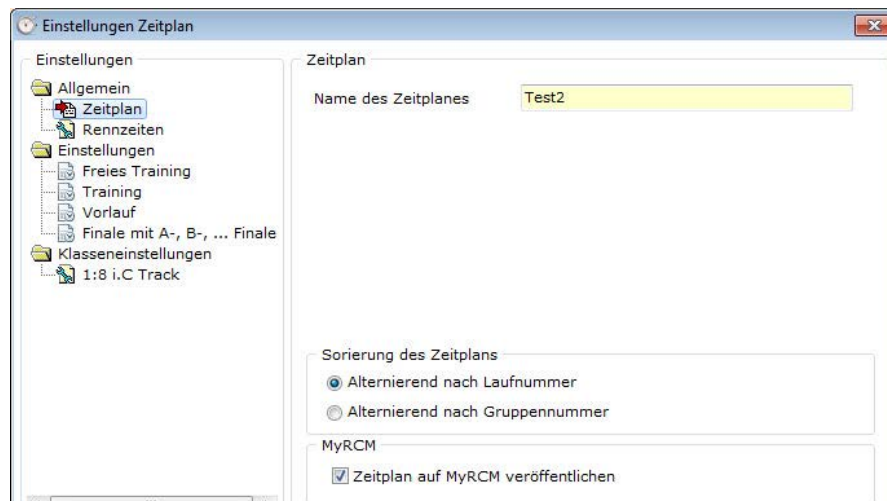 Einstellungen Zeitplan
Einstellungen
Allgemein
Zeitplan
Rennzeiten
Einstellungen
Freies Training
Training
Vorlauf
Finale mit A-, B-, ... Finale
Klasseneinstellungen
1:8 i.C Track
Zeitplan
Name des Zeitplanes Test2
Sorierung des Zeitplans
Alternierend nach Laufnummer
Alternierend nach Gruppennummer
MyRCM
Zeitplan auf MyRCM veröffentlichen